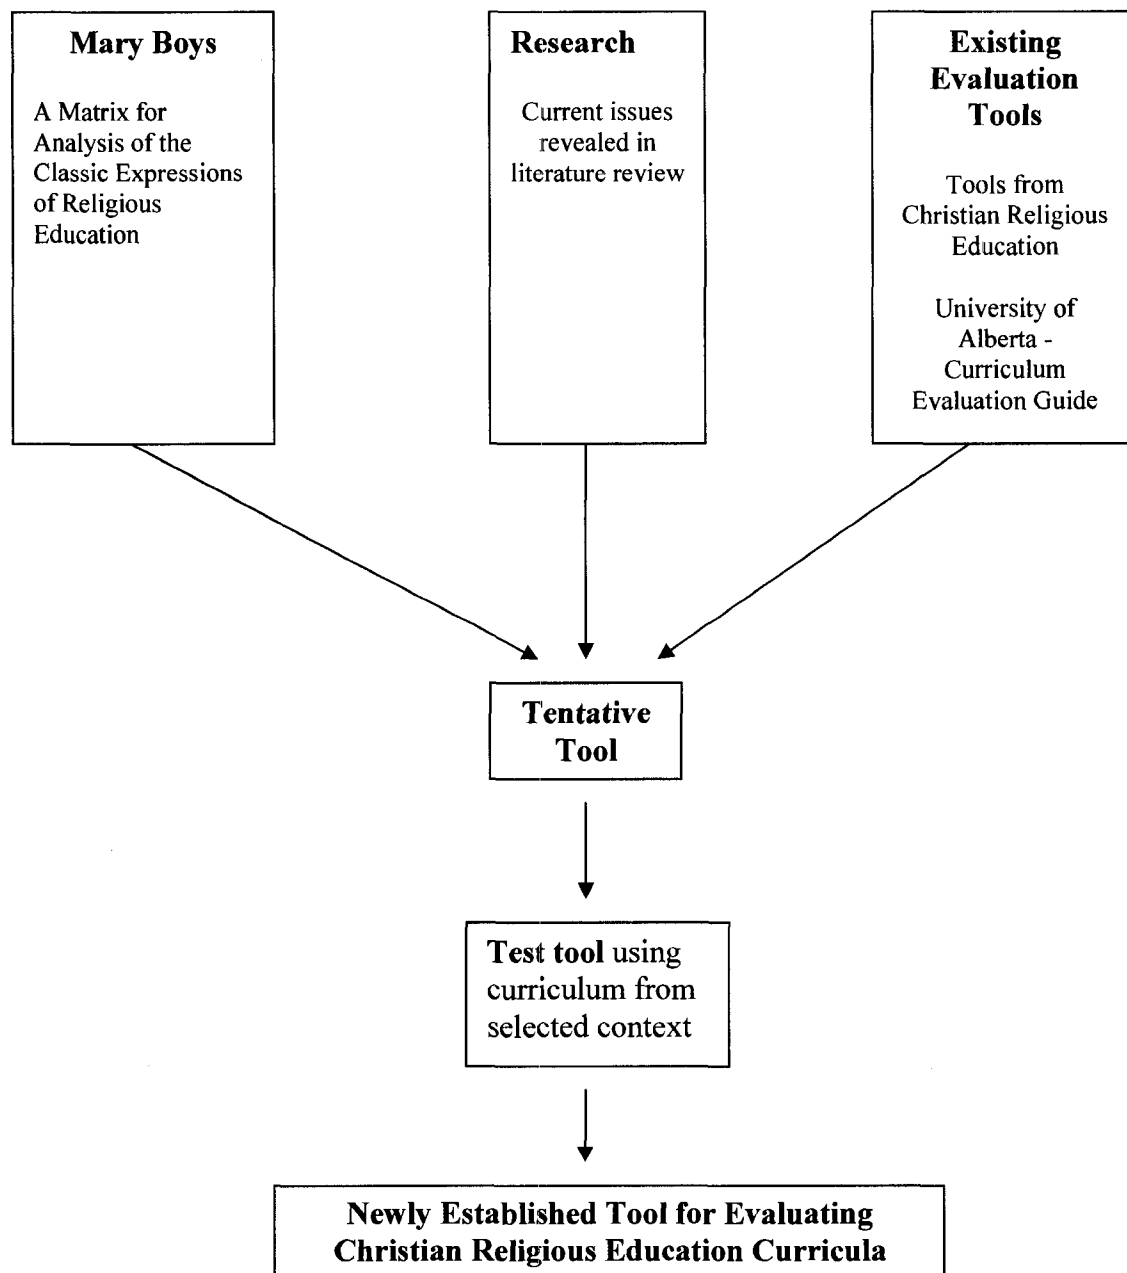 Mary Boys
A Matrix for
Analysis of the
Classic Expressions
of Religious
Education
Research
Current issues
revealed in
literature review
Existing
Evaluation
Tools
Tools from
Christian Religious
Education
University of
Alberta -
Curriculum
Evaluation Guide
Tentative
Tool
Test tool using
curriculum from
selected context
Newly Established Tool for Evaluating
Christian Religious Education Curricula